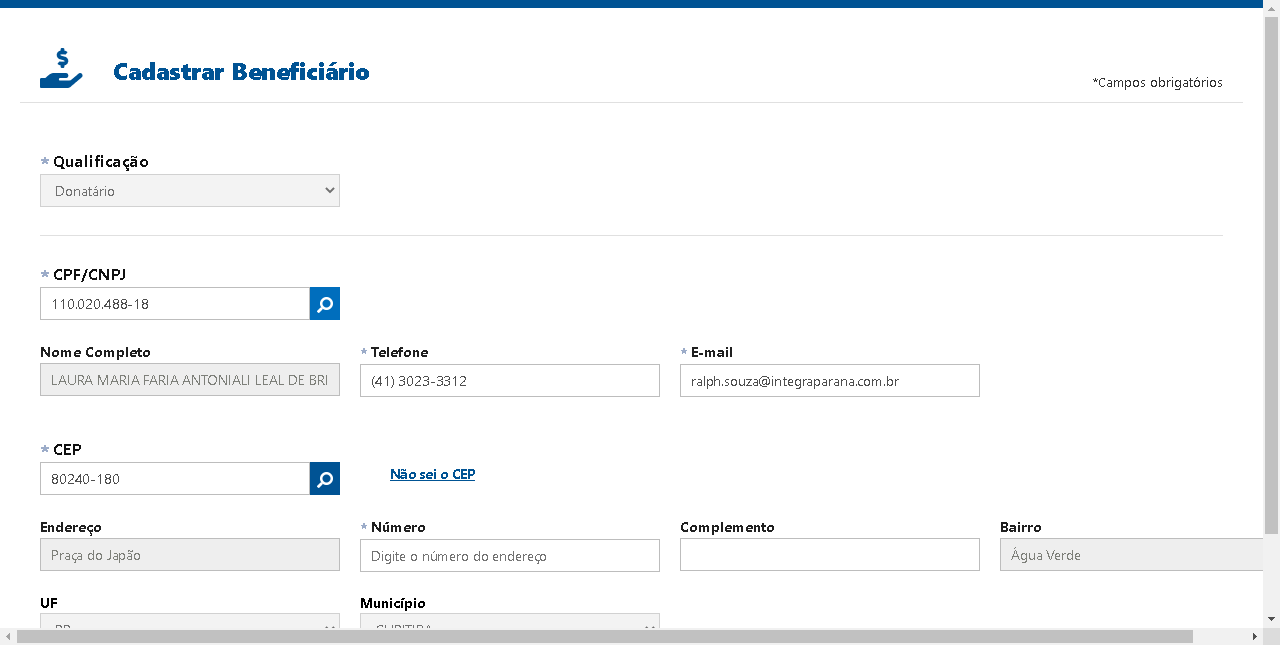 Cadastrar Beneficiário
*Campos obrigatórios
* Qualificação
Donatário
* CPF/CNPJ
110.020.488-18
Nome Completo * Telefone * E-mail
LAURA MARIA FARIA ANTONIALI LEAL DE BRI (41) 3023-3312 ralph.souza@integraparana.com.br
* CEP
80240-180 Não sei o CEP
Endereço * Número Complemento Bairro
Praça do Japão Digite o número do endereço Água Verde
UF Município
PR CURITIBA